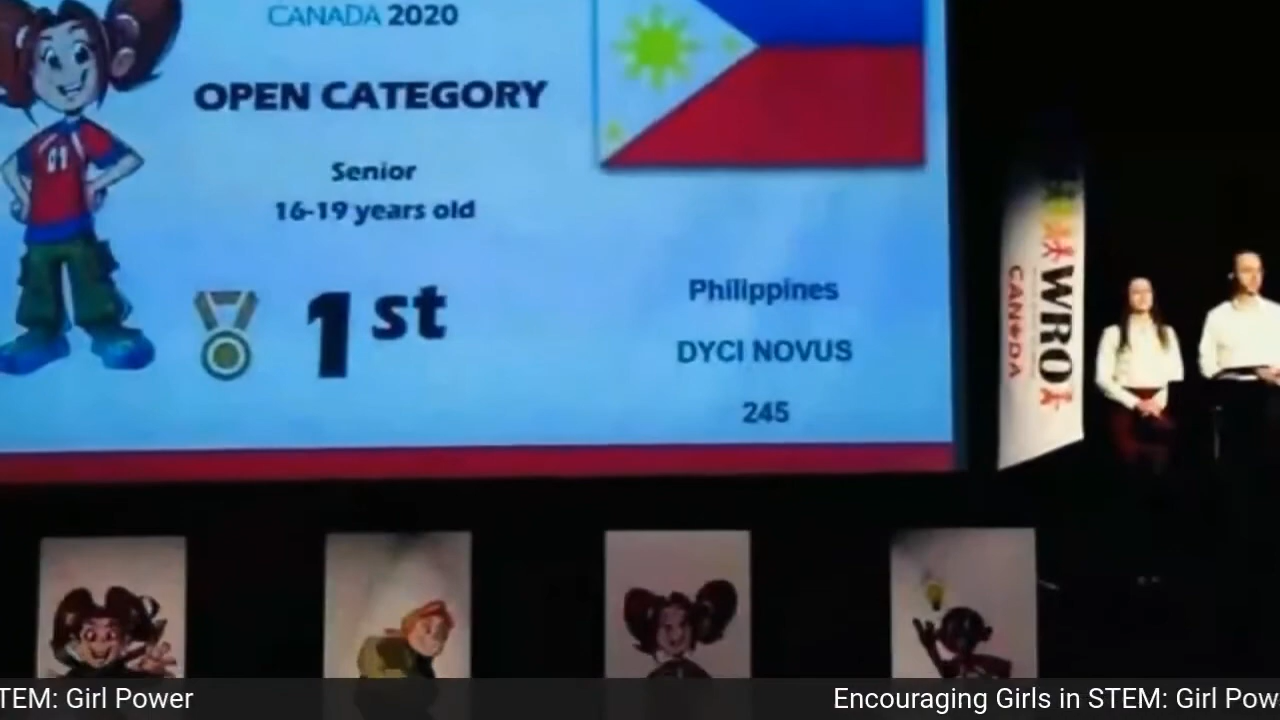 CANADA 2020
OPEN CATEGORY
Senior
16-19 years old
1st
Philippines
DYCI NOVUS
245
91
WRO
CANADA
TEM: Girl Power
Encouraging Girls in STEM: Girl Pow